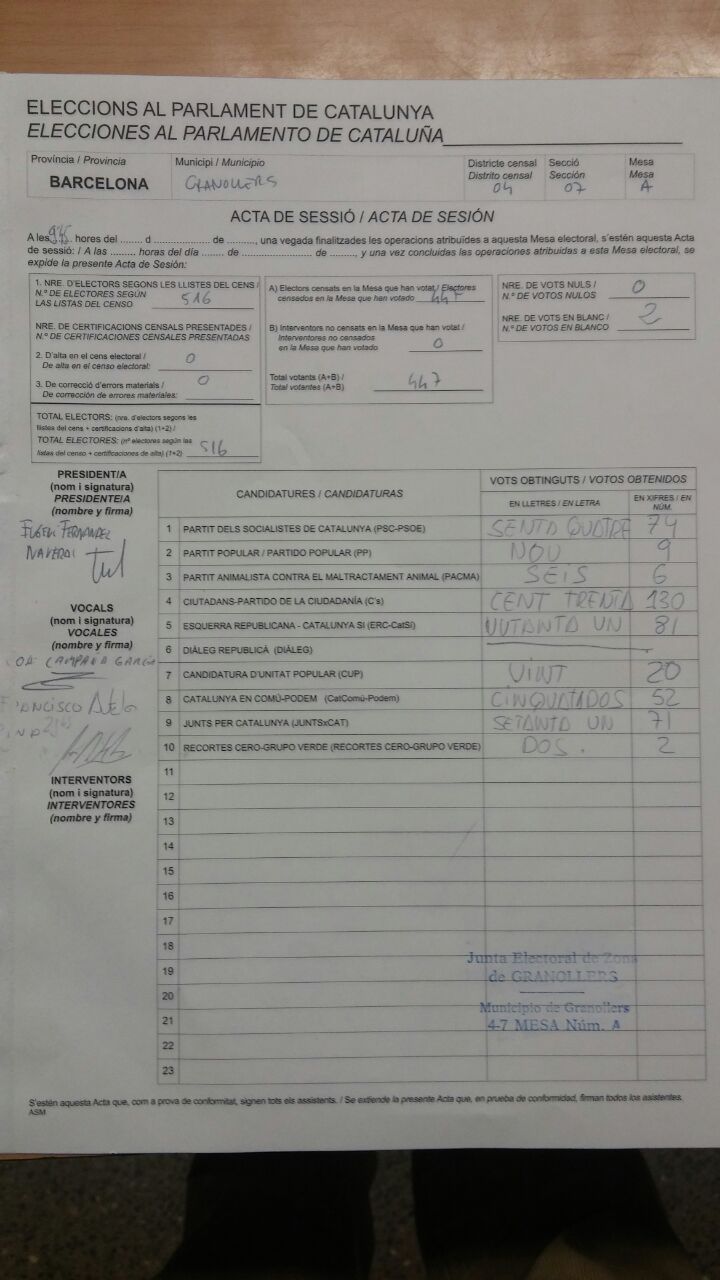 ELECCIONS AL PARLAMENT DE CATALUNYA
ELECCIONES AL PARLAMENTO DE CATALUÑA
Província / Provincia
BARCELONA
Municipi / Municipio
GRANOLLERS
Districte censal
Distrito censal
04
Secció
Sección
07
Mesa
Mesa
A
ACTA DE SESSIÓ / ACTA DE SESIÓN
A les hores del ........ d .................... de ........., una vegada finalitzades les operacions atribuïdes a aquesta Mesa electoral, s'estén aquesta Acta
de sessió: / A las ........ horas del día ....... de .................... de ........., y una vez concluidas las operaciones atribuidas a esta Mesa electoral, se
expide la presente Acta de Sesión:
1. NRE. D'ELECTORS SEGONS LES LLISTES DEL CENS /
N.º DE ELECTORES SEGÚN
LAS LISTAS DEL CENSO 516
NRE. DE CERTIFICACIONS CENSALS PRESENTADES /
N.º DE CERTIFICACIONES CENSALES PRESENTADAS
2. D'alta en el cens electoral /
De alta en el censo electoral: 0
3. De correcció d'errors materials /
De corrección de errores materiales: 0
TOTAL ELECTORS: (nre. d'electors segons les
llistes del cens + certificacions d'alta) (1+2) /
TOTAL ELECTORES: (nº electores según las
listas del censo + certificaciones de alta) (1+2) 516
A) Electors censats en la Mesa que han votat / Electores
censados en la Mesa que han votado 447
B) Interventors no censats en la Mesa que han votat /
Interventores no censados
en la Mesa que han votado 0
Total votants (A+B) /
Total votantes (A+B) 447
NRE. DE VOTS NULS /
N.º DE VOTOS NULOS 0
NRE. DE VOTS EN BLANC /
N.º DE VOTOS EN BLANCO 2
PRESIDENT/A
(nom i signatura)
PRESIDENTE/A
(nombre y firma)
FERNANDEZ
VOCALS
(nom i signatura)
VOCALES
(nombre y firma)
CAMPAÑA GARCIA
INTERVENTORS
(nom i signatura)
INTERVENTORES
(nombre y firma)
CANDIDATURES / CANDIDATURAS
VOTS OBTINGUTS / VOTOS OBTENIDOS
EN LLETRES / EN LETRA
EN XIFRES / EN NÚM.
1 PARTIT DELS SOCIALISTES DE CATALUNYA (PSC-PSOE) SENTA QUATRE 74
2 PARTIT POPULAR / PARTIDO POPULAR (PP) NOU 9
3 PARTIT ANIMALISTA CONTRA EL MALTRACTAMENT ANIMAL (PACMA) SEIS 6
4 CIUTADANS-PARTIDO DE LA CIUDADANÍA (C's) CENT TRENTA 130
5 ESQUERRA REPUBLICANA - CATALUNYA SI (ERC-CatSí) VUTANTA UN 81
6 DIÀLEG REPUBLICÀ (DIÀLEG)
7 CANDIDATURA D'UNITAT POPULAR (CUP) VINT 20
8 CATALUNYA EN COMÚ-PODEM (CatComú-Podem) CINQUATADOS 52
9 JUNTS PER CATALUNYA (JUNTSxCAT) SETANTA UN 71
10 RECORTES CERO-GRUPO VERDE (RECORTES CERO-GRUPO VERDE) DOS. 2
11
12
13
14
15
16
17
18
19
20
21
22
23
Junta Electoral de Zona
de GRANOLLERS
Municipio de Granollers
4-7 MESA Núm. A
S'estén aquesta Acta que, com a prova de conformitat, signen tots els assistents. / Se extiende la presente Acta que, en prueba de conformidad, firman todos los asistentes.
ASM